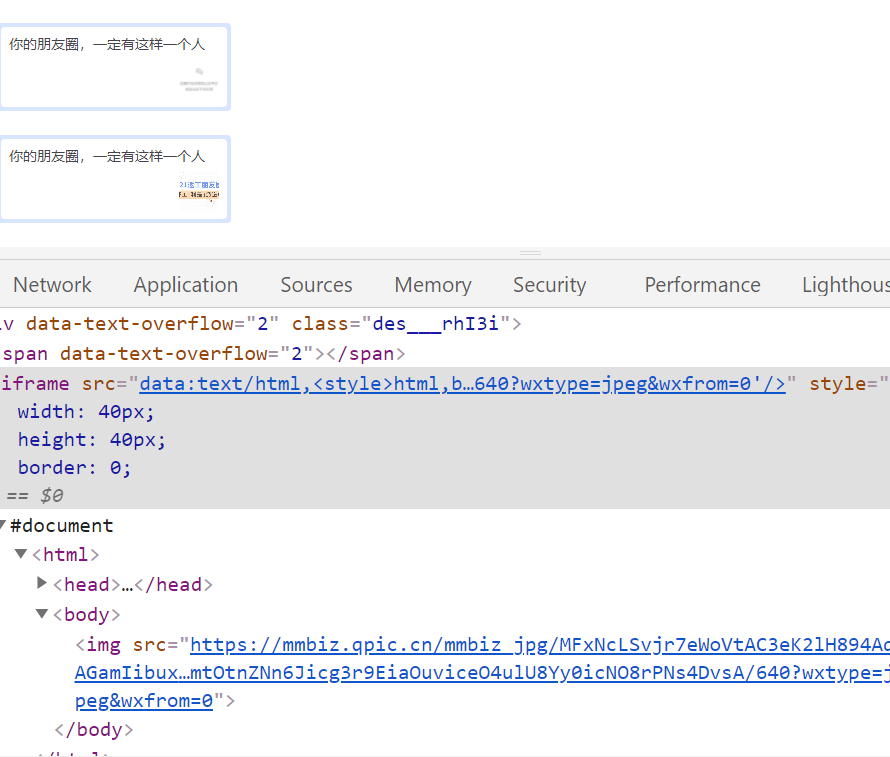 你的朋友圈，一定有这样一个人
你的朋友圈，一定有这样一个人
Network Application Sources Memory Security Performance Lighthous
v data-text-overflow="2" class="des___rhI3i">
span data-text-overflow="2"></span>
iframe src="data:text/html,<style>html,b…640?wxtype=jpeg&wxfrom=0'/>" style="
width: 40px;
height: 40px;
border: 0;
== $0
#document
<html>
<head>…</head>
<body>
<img src="https://mmbiz.qpic.cn/mmbiz_jpg/MFxNcLSvjr7eWoVtAC3eK2lH894Ad
AGamIibux…mtOtnZNn6Jicg3r9EiaOuviceO4ulU8Yy0icNO8rPNs4DvsA/640?wxtype=j
peg&wxfrom=0">
</body>